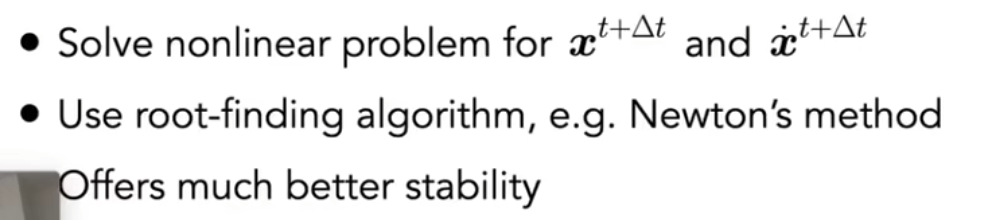 • Solve nonlinear problem for 𝒙^{t+Δt} and ẋ^{t+Δt}
• Use root-finding algorithm, e.g. Newton’s method
Offers much better stability